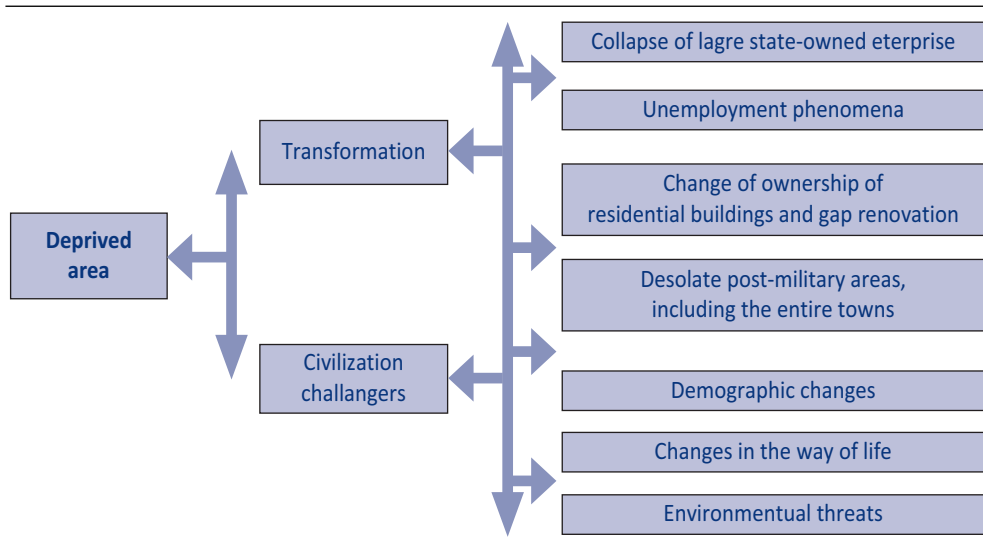 Deprived
area
Transformation
Civilization
challangers
Collapse of lagre state-owned eterprise
Unemployment phenomena
Change of ownership of
residential buildings and gap renovation
Desolate post-military areas,
including the entire towns
Demographic changes
Changes in the way of life
Environmentual threats